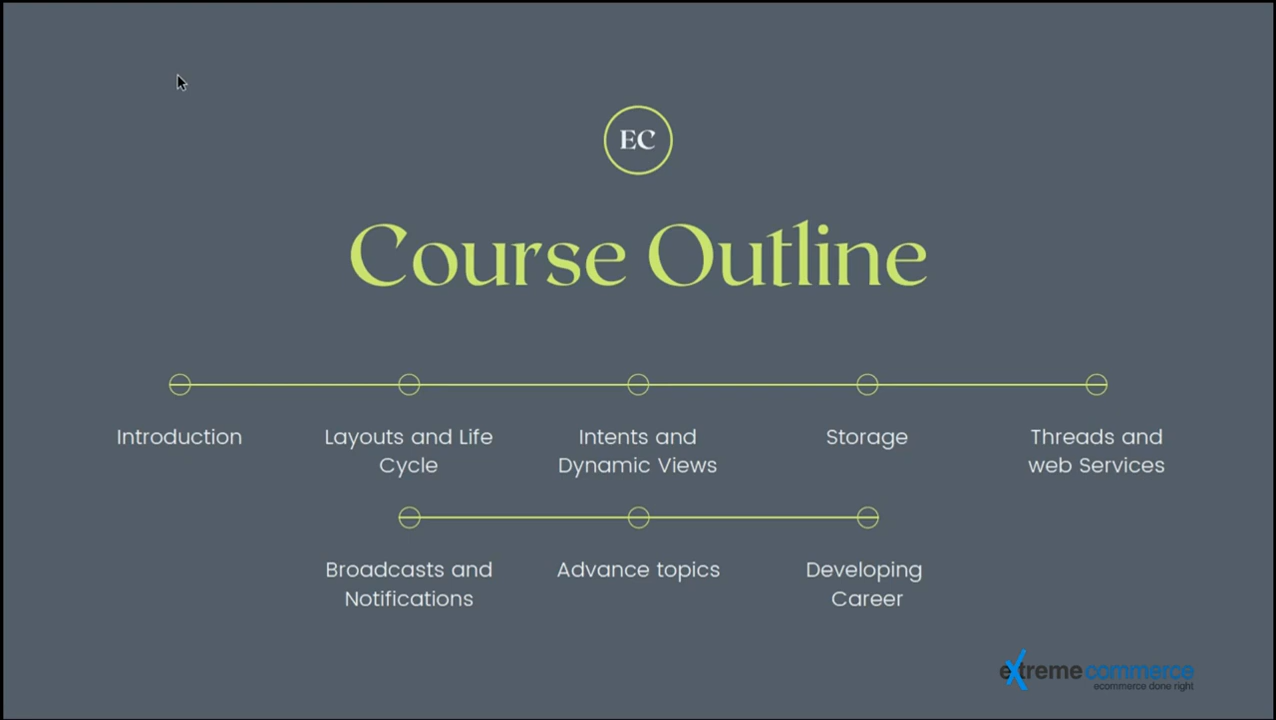 EC
Course Outline
Introduction
Layouts and Life
Cycle
Intents and
Dynamic Views
Storage
Threads and
web Services
Broadcasts and
Notifications
Advance topics
Developing
Career
extreme commerce
ecommerce done right